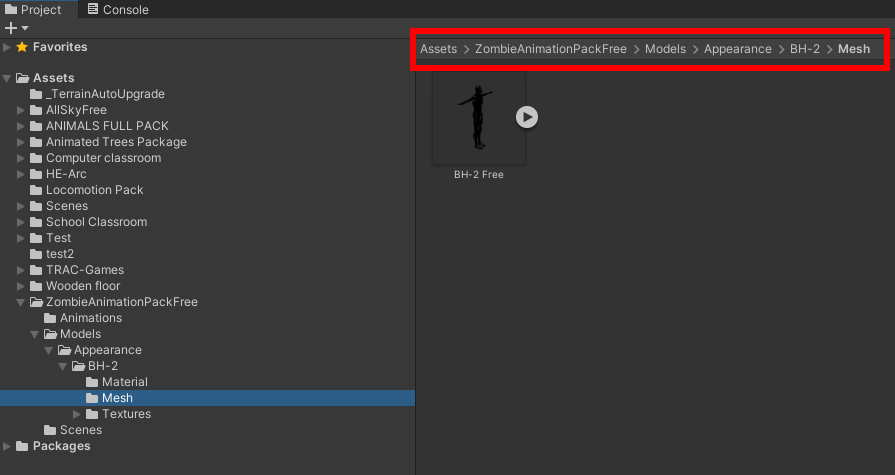 Project Console
Favorites
Assets
_TerrainAutoUpgrade
AllSkyFree
ANIMALS FULL PACK
Animated Trees Package
Computer classroom
HE-Arc
Locomotion Pack
Scenes
School Classroom
Test
test2
TRAC-Games
Wooden floor
ZombieAnimationPackFree
Animations
Models
Appearance
BH-2
Material
Mesh
Textures
Scenes
Packages
Assets > ZombieAnimationPackFree > Models > Appearance > BH-2 > Mesh
BH-2 Free